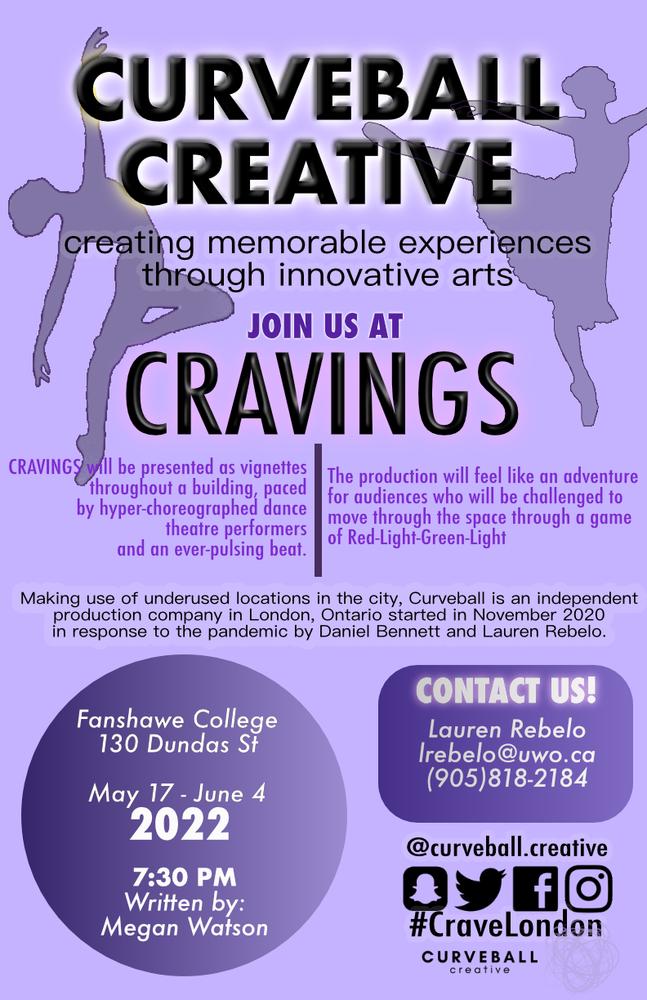 CURVEBALL
CREATIVE
creating memorable experiences
through innovative arts
JOIN US AT
CRAVINGS
CRAVINGS will be presented as vignettes
throughout a building, paced
by hyper-choreographed dance
theatre performers
and an ever-pulsing beat.
The production will feel like an adventure
for audiences who will be challenged to
move through the space through a game
of Red-Light-Green-Light
Making use of underused locations in the city, Curveball is an independent
production company in London, Ontario started in November 2020
in response to the pandemic by Daniel Bennett and Lauren Rebelo.
Fanshawe College
130 Dundas St
May 17 - June 4
2022
7:30 PM
Written by:
Megan Watson
CONTACT US!
Lauren Rebelo
lrebelo@uwo.ca
(905)818-2184
@curveball.creative
#CraveLondon
CURVEBALL
creative